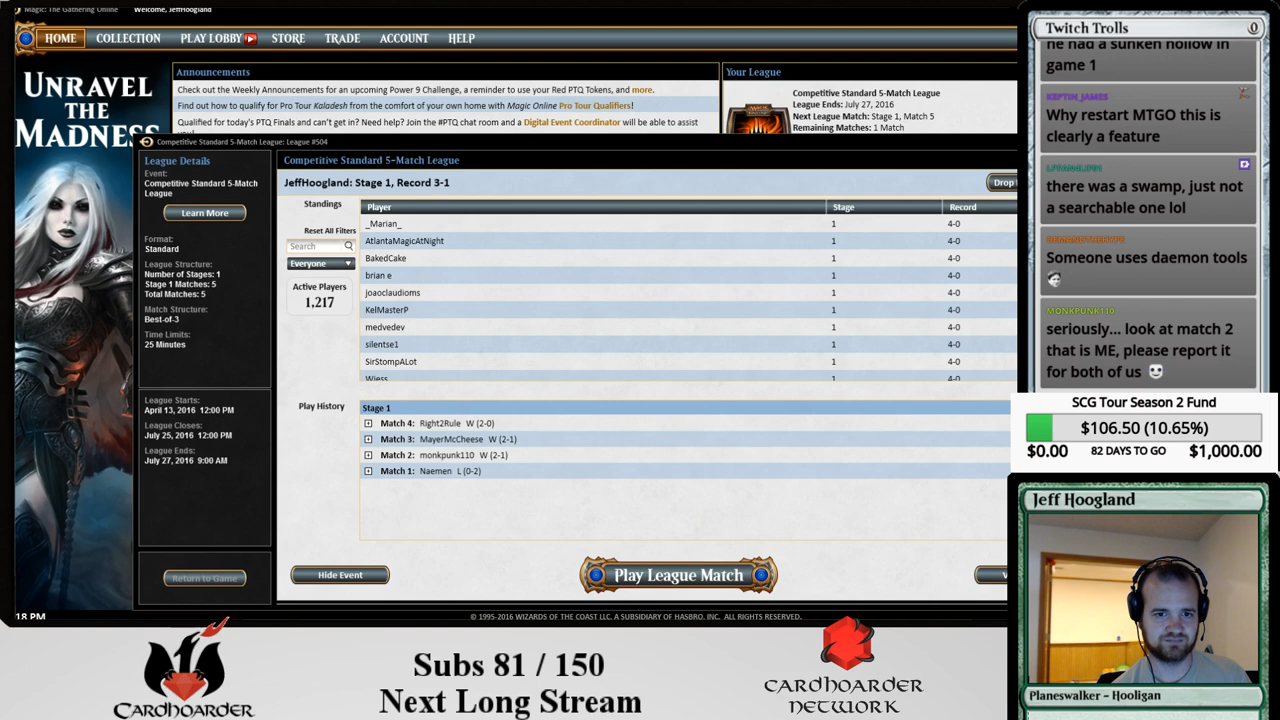 Magic: The Gathering Online Welcome, JeffHoogland
HOME COLLECTION PLAY LOBBY STORE TRADE ACCOUNT HELP
UNRAVEL
THE
MADNESS
Announcements
Check out the Weekly Announcements for an upcoming Power 9 Challenge, a reminder to use your Red PTQ Tokens, and more.
Find out how to qualify for Pro Tour Kaladesh from the comfort of your own home with Magic Online Pro Tour Qualifiers!
Qualified for today's PTQ Finals and can't get in? Need help? Join the #PTQ chat room and a Digital Event Coordinator will be able to assist
you!
Your League
Competitive Standard 5-Match League
League Ends: July 27, 2016
Next League Match: Stage 1, Match 5
Remaining Matches: 1 Match
Competitive Standard 5-Match League: League #504
League Details
Event:
Competitive Standard 5-Match
League
Learn More
Format:
Standard
League Structure:
Number of Stages: 1
Stage 1 Matches: 5
Total Matches: 5
Match Structure:
Best-of-3
Time Limits:
25 Minutes
League Starts:
April 13, 2016 12:00 PM
League Closes:
July 25, 2016 12:00 PM
League Ends:
July 27, 2016 9:00 AM
Return to Game
Competitive Standard 5-Match League
JeffHoogland: Stage 1, Record 3-1
Drop
Standings
Reset All Filters
Search
Everyone
Active Players
1,217
Player Stage Record
_Marian_ 1 4-0
AtlantaMagicAtNight 1 4-0
BakedCake 1 4-0
brian e 1 4-0
joaoclaudioms 1 4-0
KelMasterP 1 4-0
medvedev 1 4-0
silentse1 1 4-0
SirStompALot 1 4-0
Wiess 1 4-0
Play History
Stage 1
Match 4: Right2Rule W (2-0)
Match 3: MayerMcCheese W (2-1)
Match 2: monkpunk110 W (2-1)
Match 1: Naemen L (0-2)
Hide Event
Play League Match
V
18 PM
© 1995-2016 WIZARDS OF THE COAST LLC. A SUBSIDIARY OF HASBRO, INC. ALL RIGHTS RESERVED.
Twitch Trolls 0
he had a sunken hollow in
game 1
KEPTIN_JAMES
Why restart MTGO this is
clearly a feature
there was a swamp, just not
a searchable one lol
Someone uses daemon tools
MONKPUNK110
seriously... look at match 2
that is ME, please report it
for both of us
SCG Tour Season 2 Fund
$106.50 (10.65%)
$0.00 82 DAYS TO GO $1,000.00
Jeff Hoogland
Planeswalker - Hooligan
CARDHOARDER
Subs 81 / 150
Next Long Stream
CARDHOARDER
NETWORK